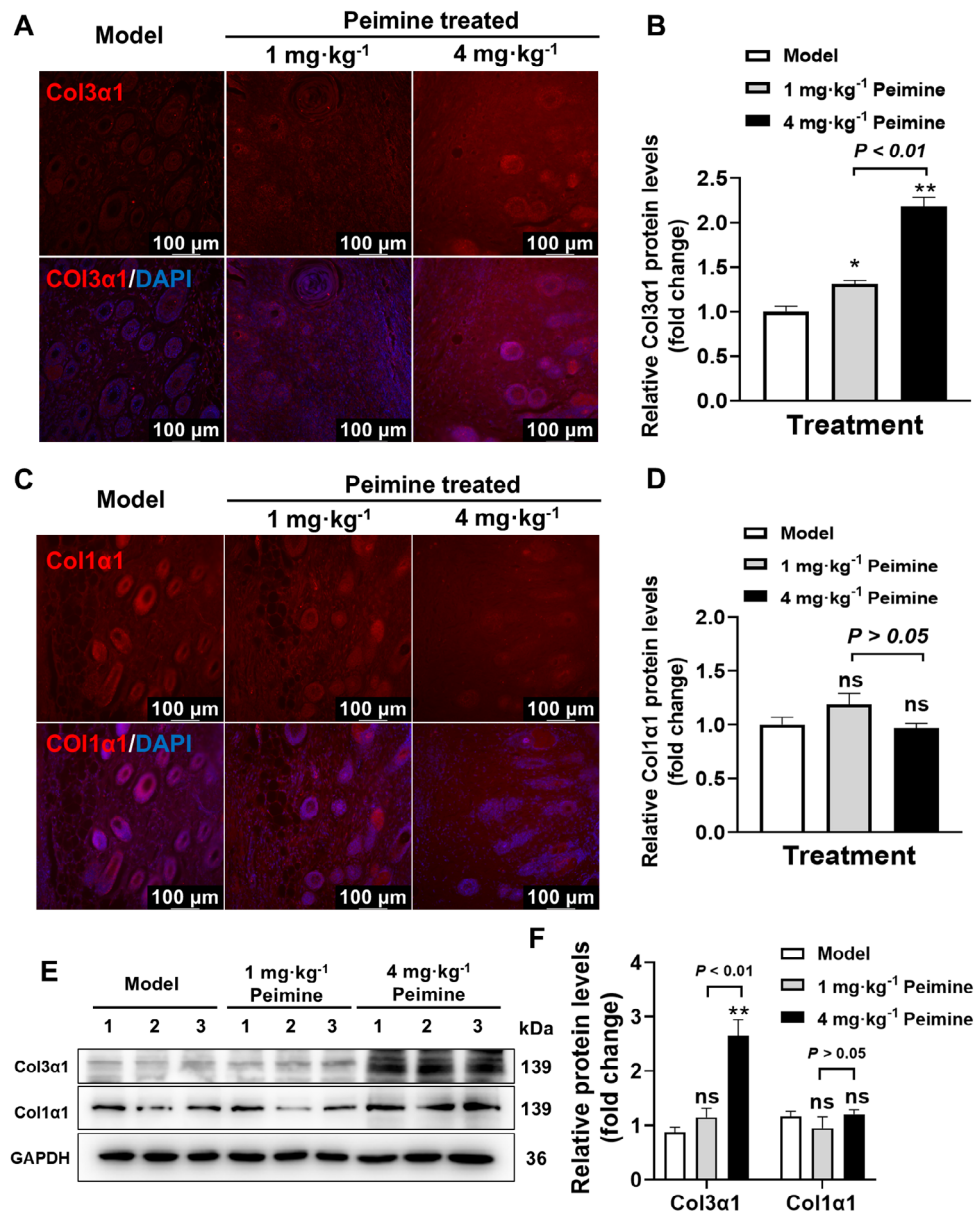 A
Model
Peimine treated
1 mg·kg⁻¹
4 mg·kg⁻¹
Col3α1
100 µm
100 µm
100 µm
COl3α1/DAPI
100 µm
100 µm
100 µm
B
Model
1 mg·kg⁻¹ Peimine
4 mg·kg⁻¹ Peimine
P < 0.01
Relative Col3α1 protein levels
(fold change)
2.5
2.0
1.5
1.0
0.5
0.0
*
**
Treatment
C
Model
Peimine treated
1 mg·kg⁻¹
4 mg·kg⁻¹
Col1α1
100 µm
100 µm
100 µm
COl1α1/DAPI
100 µm
100 µm
100 µm
D
Model
1 mg·kg⁻¹ Peimine
4 mg·kg⁻¹ Peimine
P > 0.05
Relative Col1α1 protein levels
(fold change)
2.0
1.5
1.0
0.5
0.0
ns
ns
Treatment
E
Model
1 mg·kg⁻¹
Peimine
4 mg·kg⁻¹
Peimine
1 2 3 1 2 3 1 2 3 kDa
Col3α1 139
Col1α1 139
GAPDH 36
F
Model
1 mg·kg⁻¹ Peimine
4 mg·kg⁻¹ Peimine
P < 0.01
P > 0.05
Relative protein levels
(fold change)
4
3
2
1
0
ns
**
ns
ns
Col3α1
Col1α1